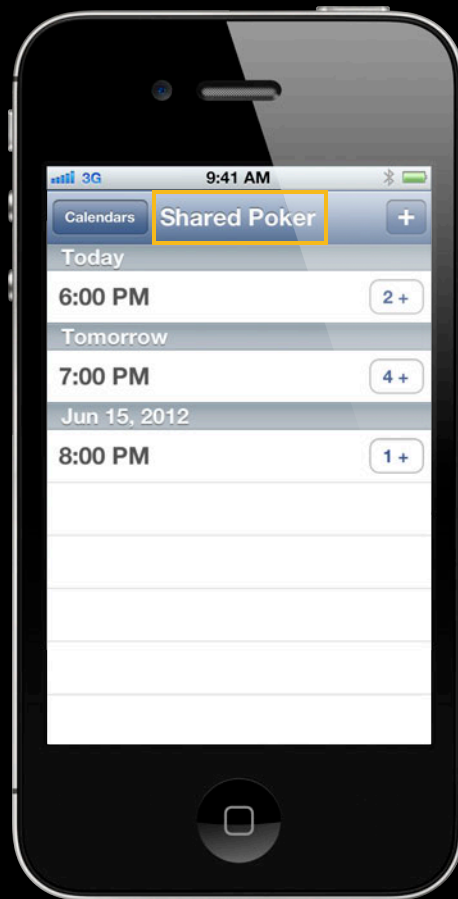 3G 9:41 AM
Calendars Shared Poker +
Today
6:00 PM 2 +
Tomorrow
7:00 PM 4 +
Jun 15, 2012
8:00 PM 1 +